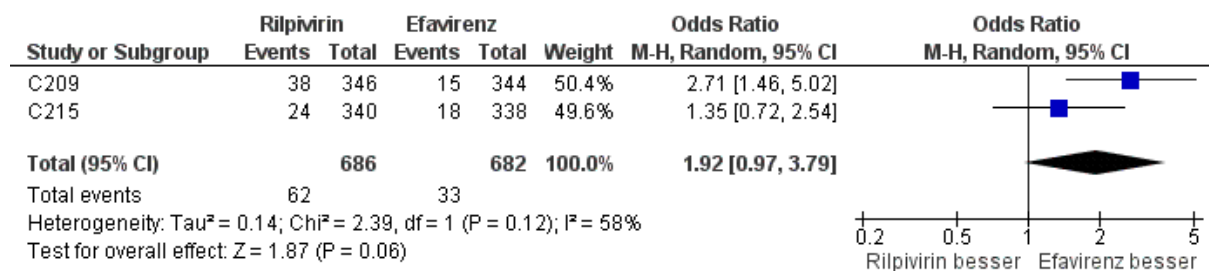 Rilpivirin Efavirenz Odds Ratio Odds Ratio
Study or Subgroup Events Total Events Total Weight M-H, Random, 95% CI M-H, Random, 95% CI
C209 38 346 15 344 50.4% 2.71 [1.46, 5.02]
C215 24 340 18 338 49.6% 1.35 [0.72, 2.54]
Total (95% CI) 686 682 100.0% 1.92 [0.97, 3.79]
Total events 62 33
Heterogeneity: Tau² = 0.14; Chi² = 2.39, df = 1 (P = 0.12); I² = 58%
Test for overall effect: Z = 1.87 (P = 0.06)
0.2 0.5 1 2 5
Rilpivirin besser Efavirenz besser